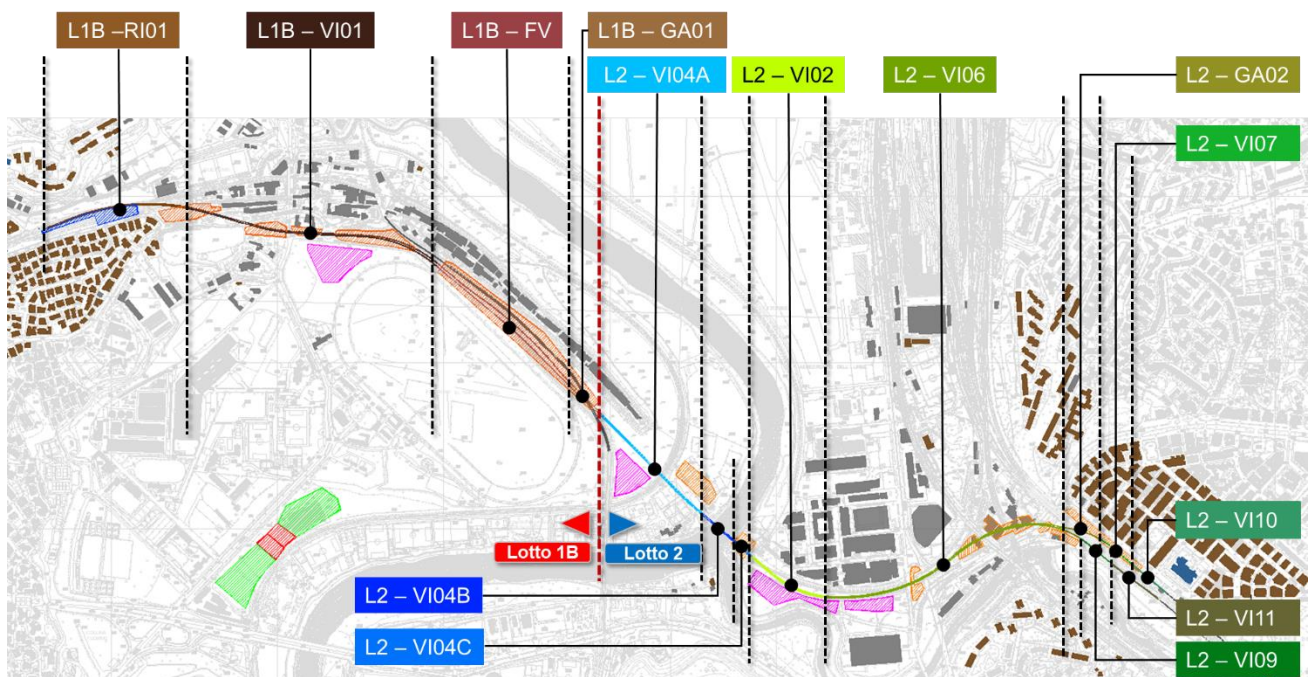 L1B –RI01
L1B – VI01
L1B – FV
L1B – GA01
L2 – VI04A
L2 – VI02
L2 – VI06
L2 – GA02
L2 – VI07
L2 – VI10
Lotto 1B
Lotto 2
L2 – VI04B
L2 – VI11
L2 – VI04C
L2 – VI09